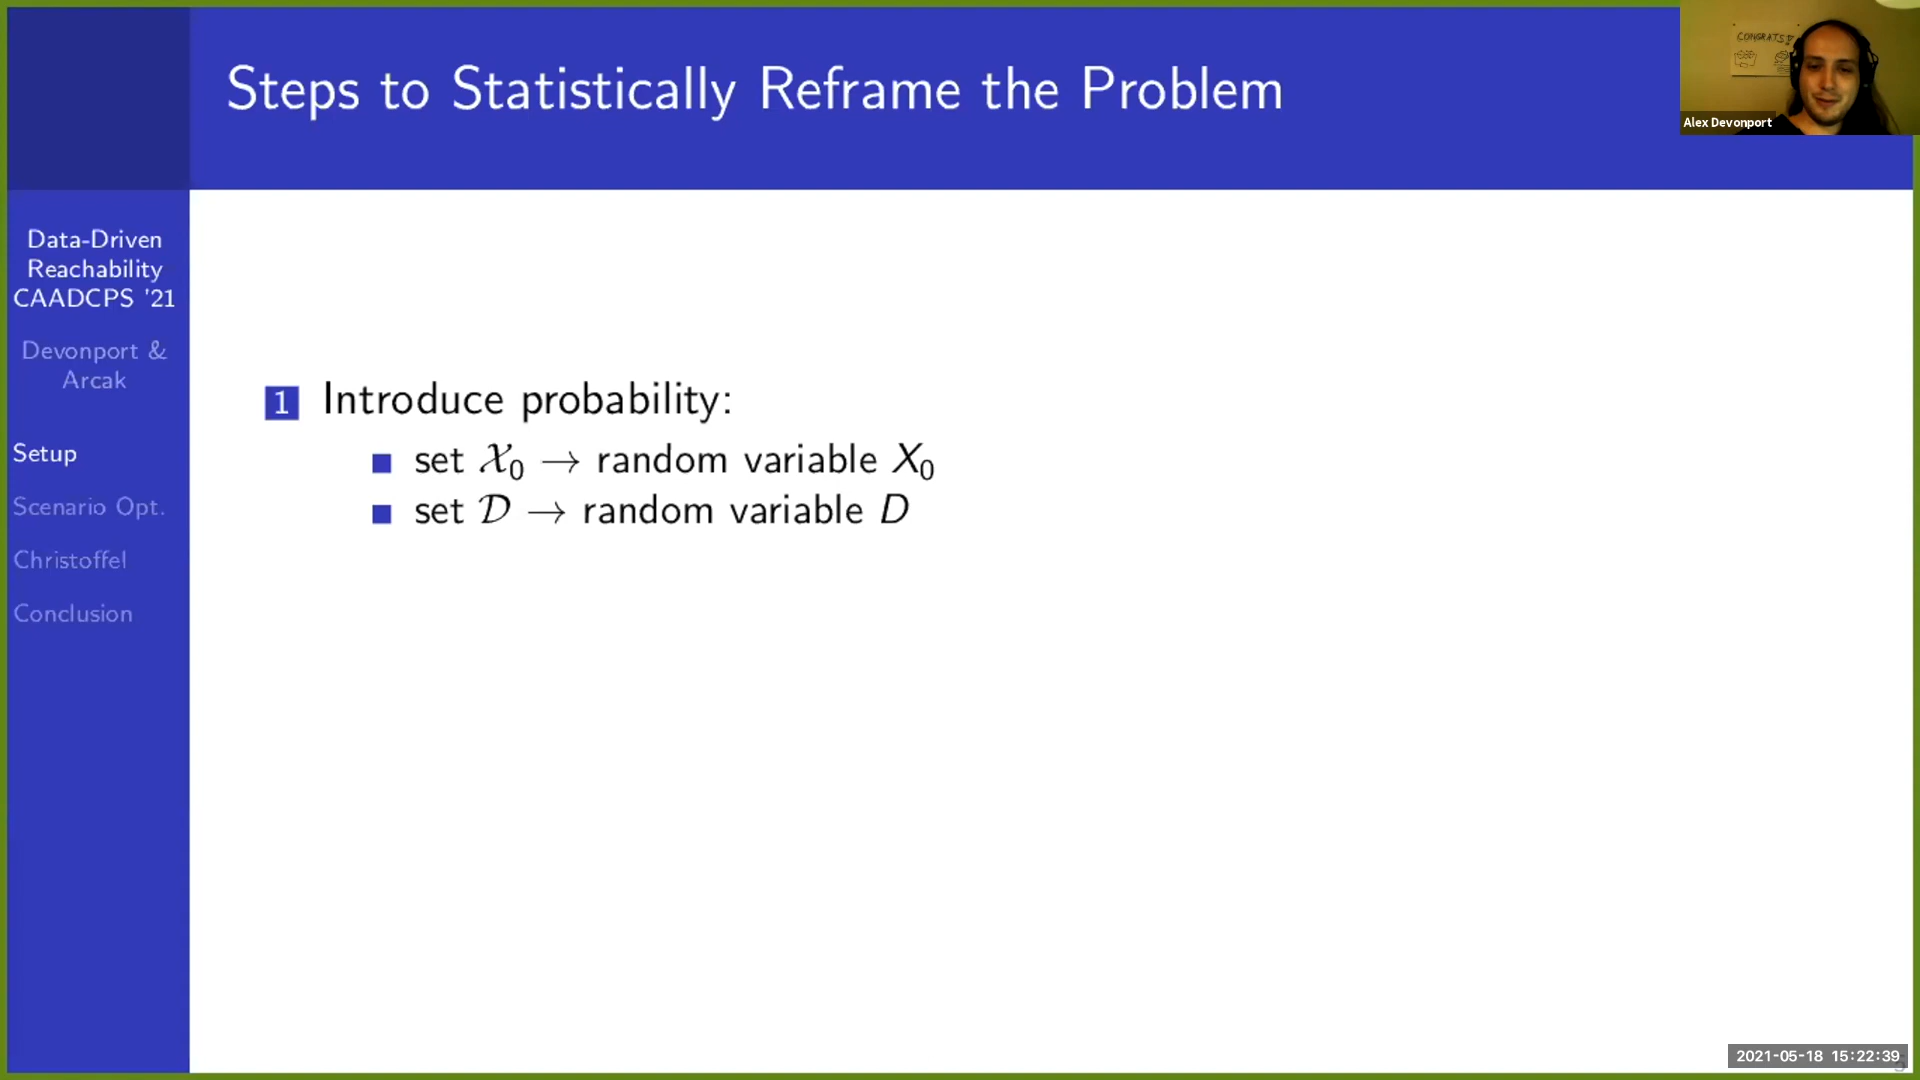 Steps to Statistically Reframe the Problem
CONGRATS!
Alex Devonport
Data-Driven
Reachability
CAADCPS '21
Devonport &
Arcak
Setup
Scenario Opt.
Christoffel
Conclusion
1 Introduce probability:
set 𝒳₀ → random variable X₀
set 𝒟 → random variable D
2021-05-18 15:22:39